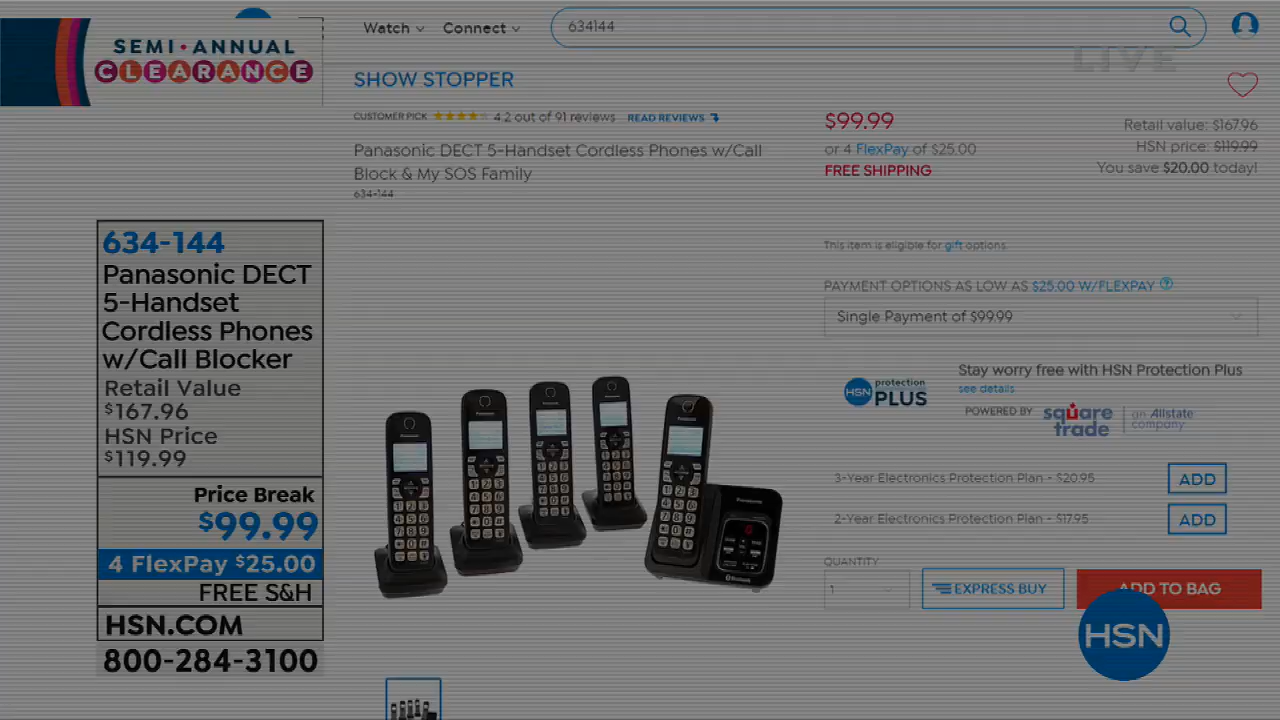 SEMI•ANNUAL
CLEARANCE
Watch
Connect
634144
LIVE
SHOW STOPPER
CUSTOMER PICK 4.2 out of 91 reviews READ REVIEWS
Panasonic DECT 5-Handset Cordless Phones w/Call
Block & My SOS Family
634-144
$99.99
or 4 FlexPay of $25.00
FREE SHIPPING
Retail value: $167.96
HSN price: $119.99
You save $20.00 today!
This item is eligible for gift options.
PAYMENT OPTIONS AS LOW AS $25.00 W/FLEXPAY ?
Single Payment of $99.99
HSN protection PLUS
Stay worry free with HSN Protection Plus
see details
POWERED BY square trade | an Allstate company
3-Year Electronics Protection Plan - $20.95 ADD
2-Year Electronics Protection Plan - $17.95 ADD
QUANTITY
1
EXPRESS BUY
ADD TO BAG
HSN
634-144
Panasonic DECT
5-Handset
Cordless Phones
w/Call Blocker
Retail Value
$167.96
HSN Price
$119.99
Price Break
$99.99
4 FlexPay $25.00
FREE S&H
HSN.COM
800-284-3100